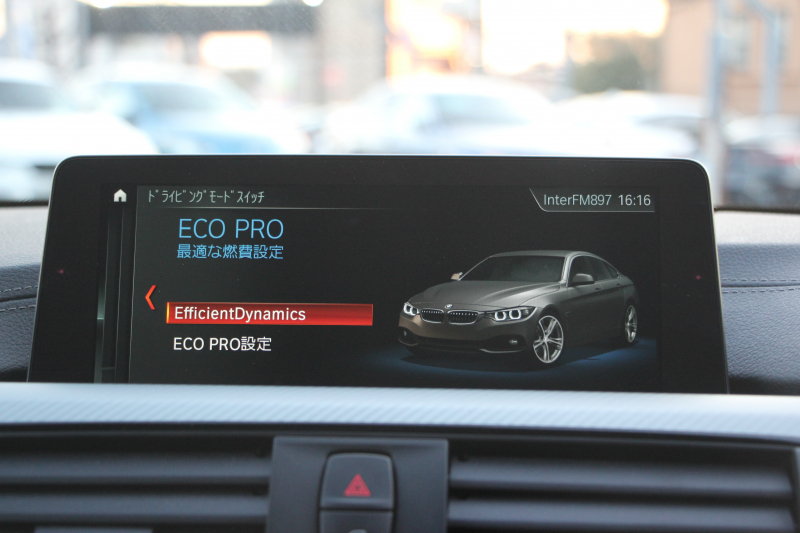 ﾄﾞﾗｲﾋﾞﾝｸﾞﾓｰﾄﾞｽｲｯﾁ
InterFM897 16:16
ECO PRO
最適な燃費設定
EfficientDynamics
ECO PRO設定